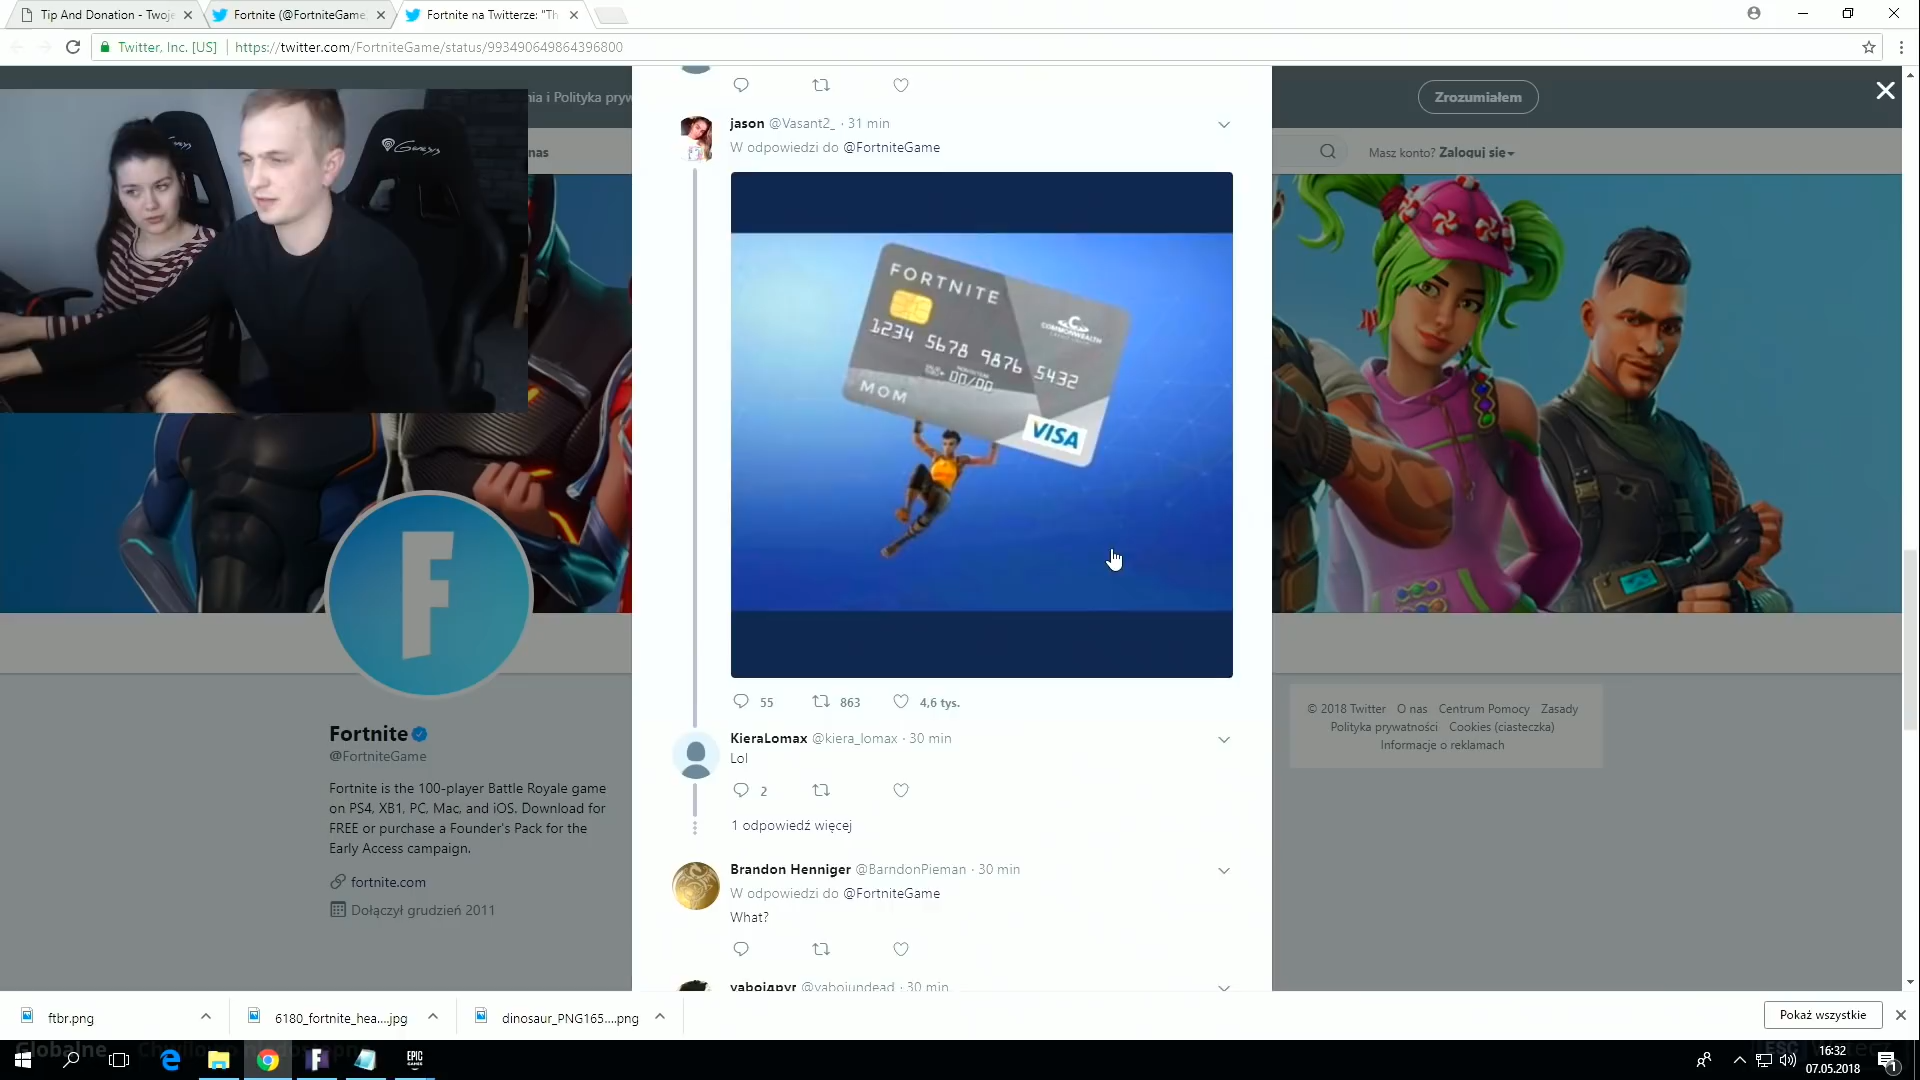 Tip And Donation - Twoje
Fortnite (@FortniteGame
Fortnite na Twitterze: "Th
Twitter, Inc. [US]
https://twitter.com/FortniteGame/status/993490649864396800
nia i Polityka pryw
Zrozumiałem
nas
Masz konto? Zaloguj się
Genesis
jason @Vasant2_ · 31 min
W odpowiedzi do @FortniteGame
FORTNITE
COMMONWEALTH
1234 5678 9876 5432
00/00
MOM
VISA
55
863
4,6 tys.
KieraLomax @kiera_lomax · 30 min
Lol
2
1 odpowiedź więcej
Brandon Henniger @BarndonPieman · 30 min
W odpowiedzi do @FortniteGame
What?
@yabojundead · 30 min
F
Fortnite
@FortniteGame
Fortnite is the 100-player Battle Royale game
on PS4, XB1, PC, Mac, and iOS. Download for
FREE or purchase a Founder's Pack for the
Early Access campaign.
fortnite.com
Dołączył grudzień 2011
© 2018 Twitter O nas Centrum Pomocy Zasady
Polityka prywatności Cookies (ciasteczka)
Informacje o reklamach
ftbr.png
6180_fortnite_hea....jpg
dinosaur_PNG165....png
Pokaż wszystkie
Globalne
EPIC
GAMES
16:32
07.05.2018
1